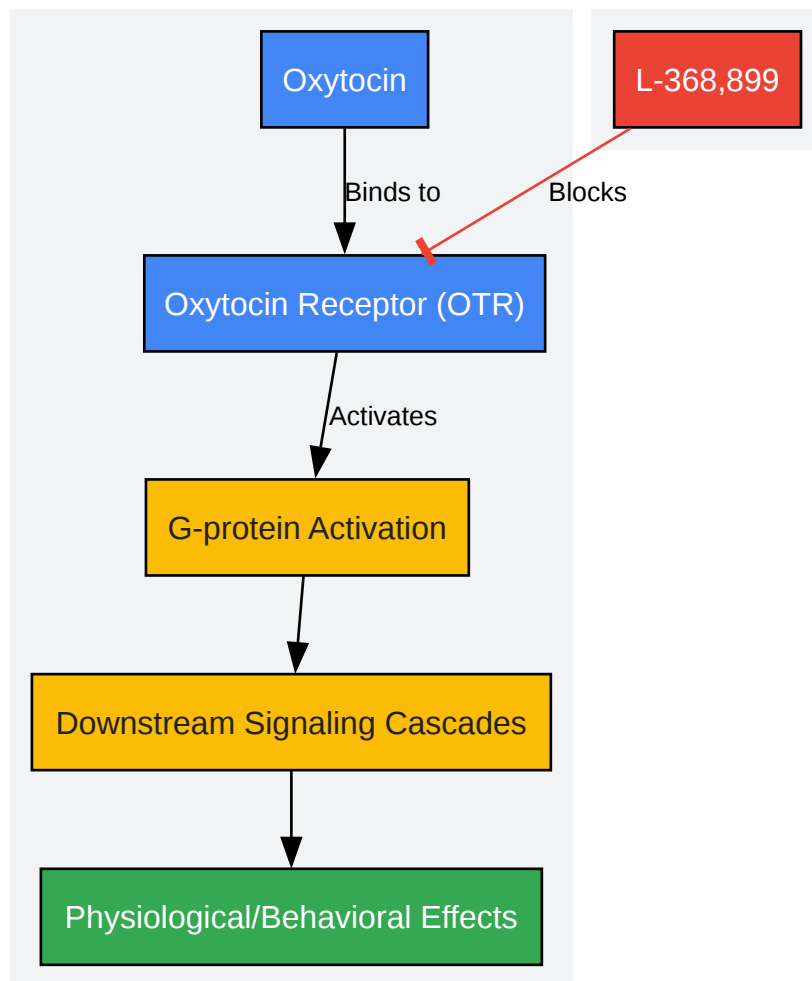 Oxytocin
L-368,899
Binds to
Blocks
Oxytocin Receptor (OTR)
Activates
G-protein Activation
Downstream Signaling Cascades
Physiological/Behavioral Effects